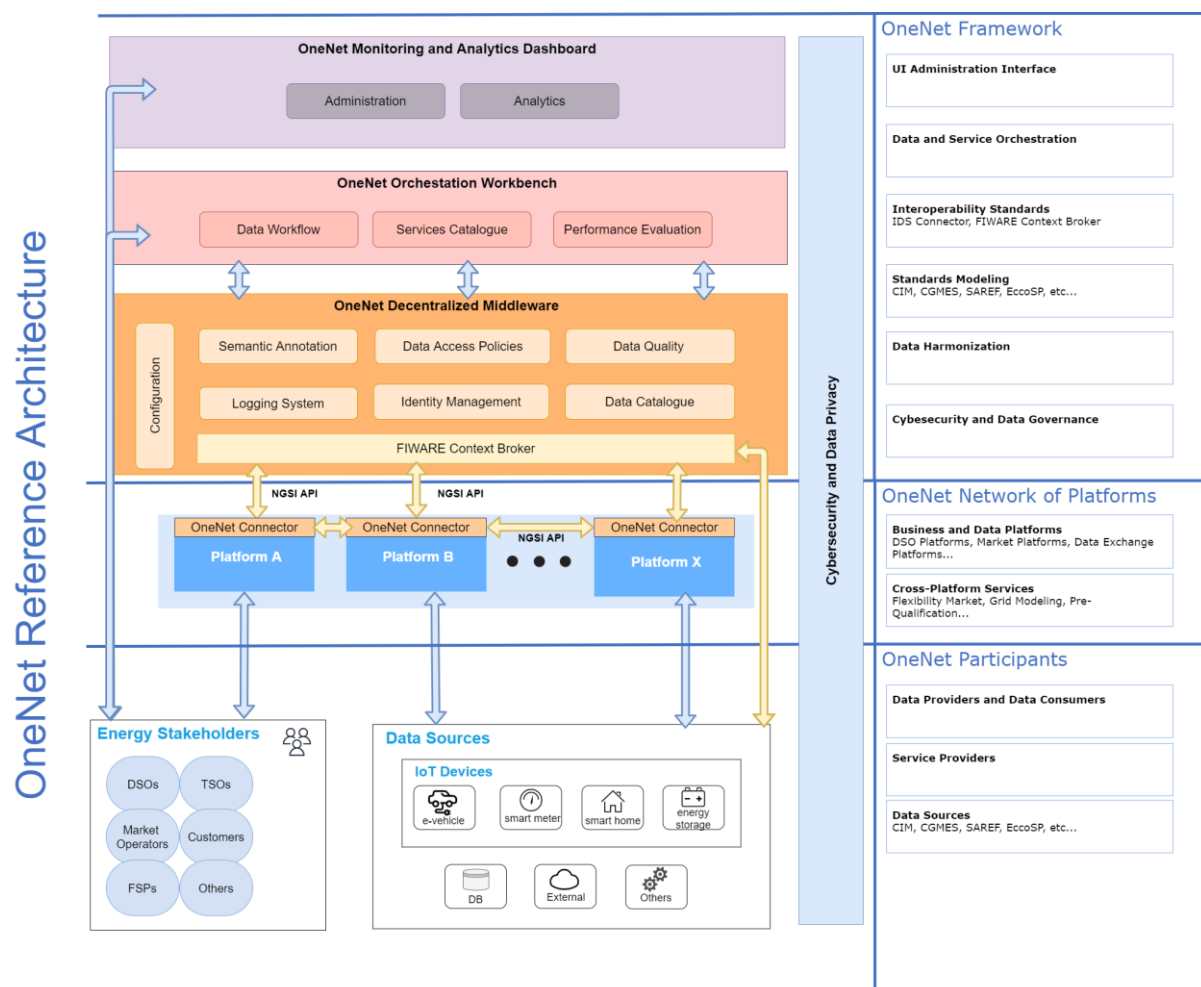 OneNet Reference Architecture
OneNet Monitoring and Analytics Dashboard
Administration
Analytics
OneNet Orchestation Workbench
Data Workflow
Services Catalogue
Performance Evaluation
OneNet Decentralized Middleware
Configuration
Semantic Annotation
Data Access Policies
Data Quality
Logging System
Identity Management
Data Catalogue
FIWARE Context Broker
NGSI API
NGSI API
OneNet Connector
OneNet Connector
OneNet Connector
NGSI API
Platform A
Platform B
Platform X
Energy Stakeholders
DSOs
TSOs
Market
Operators
Customers
FSPs
Others
Data Sources
IoT Devices
e-vehicle
smart meter
smart home
energy
storage
DB
External
Others
Cybersecurity and Data Privacy
OneNet Framework
UI Administration Interface
Data and Service Orchestration
Interoperability Standards
IDS Connector, FIWARE Context Broker
Standards Modeling
CIM, CGMES, SAREF, EccoSP, etc...
Data Harmonization
Cybesecurity and Data Governance
OneNet Network of Platforms
Business and Data Platforms
DSO Platforms, Market Platforms, Data Exchange
Platforms...
Cross-Platform Services
Flexibility Market, Grid Modeling, Pre-
Qualification...
OneNet Participants
Data Providers and Data Consumers
Service Providers
Data Sources
CIM, CGMES, SAREF, EccoSP, etc...